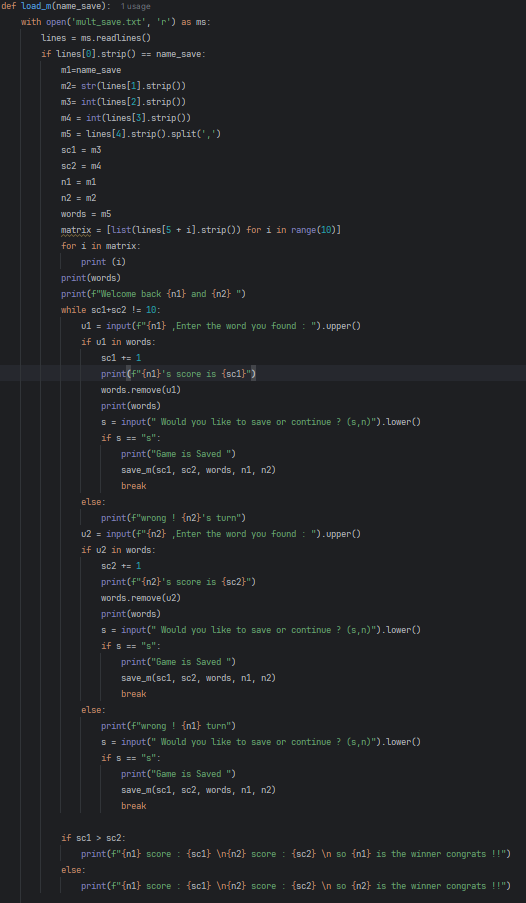 def load_m(name_save): 1 usage
    with open('mult_save.txt', 'r') as ms:
        lines = ms.readlines()
        if lines[0].strip() == name_save:
            m1=name_save
            m2= str(lines[1].strip())
            m3= int(lines[2].strip())
            m4 = int(lines[3].strip())
            m5 = lines[4].strip().split(',')
            sc1 = m3
            sc2 = m4
            n1 = m1
            n2 = m2
            words = m5
            matrix = [list(lines[5 + i].strip()) for i in range(10)]
            for i in matrix:
                print (i)
            print(words)
            print(f"Welcome back {n1} and {n2} ")
            while sc1+sc2 != 10:
                u1 = input(f"{n1} ,Enter the word you found : ").upper()
                if u1 in words:
                    sc1 += 1
                    print(f"{n1}'s score is {sc1}")
                    words.remove(u1)
                    print(words)
                    s = input(" Would you like to save or continue ? (s,n)").lower()
                    if s == "s":
                        print("Game is Saved ")
                        save_m(sc1, sc2, words, n1, n2)
                        break
                else:
                    print(f"wrong ! {n2}'s turn")
                u2 = input(f"{n2} ,Enter the word you found : ").upper()
                if u2 in words:
                    sc2 += 1
                    print(f"{n2}'s score is {sc2}")
                    words.remove(u2)
                    print(words)
                    s = input(" Would you like to save or continue ? (s,n)").lower()
                    if s == "s":
                        print("Game is Saved ")
                        save_m(sc1, sc2, words, n1, n2)
                        break
                else:
                    print(f"wrong ! {n1} turn")
                    s = input(" Would you like to save or continue ? (s,n)").lower()
                    if s == "s":
                        print("Game is Saved ")
                        save_m(sc1, sc2, words, n1, n2)
                        break
            if sc1 > sc2:
                print(f"{n1} score : {sc1} \n{n2} score : {sc2} \n so {n1} is the winner congrats !!")
            else:
                print(f"{n1} score : {sc1} \n{n2} score : {sc2} \n so {n2} is the winner congrats !!")